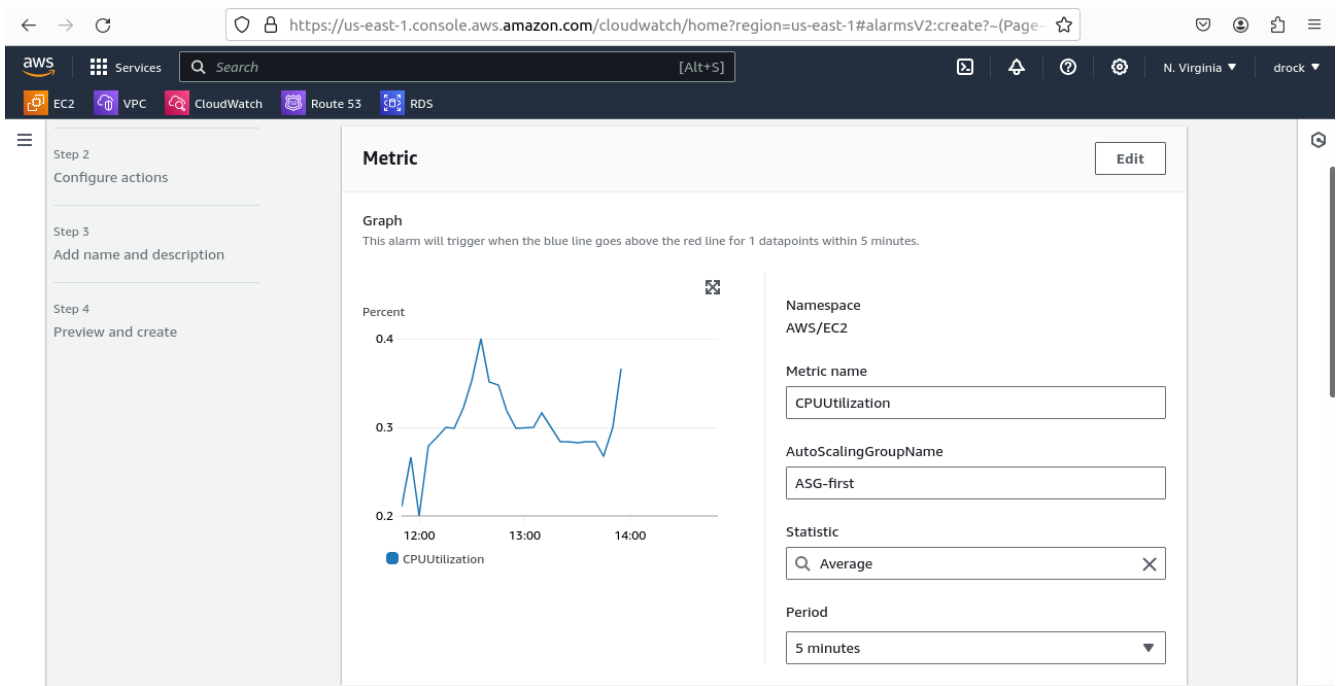 https://us-east-1.console.aws.amazon.com/cloudwatch/home?region=us-east-1#alarmsV2:create?~(Page~
aws
Services
Search
[Alt+S]
N. Virginia
drock
EC2
VPC
CloudWatch
Route 53
RDS
Step 2
Configure actions
Step 3
Add name and description
Step 4
Preview and create
Metric
Edit
Graph
This alarm will trigger when the blue line goes above the red line for 1 datapoints within 5 minutes.
Percent
0.4
0.3
0.2
12:00
13:00
14:00
CPUUtilization
Namespace
AWS/EC2
Metric name
CPUUtilization
AutoScalingGroupName
ASG-first
Statistic
Average
Period
5 minutes